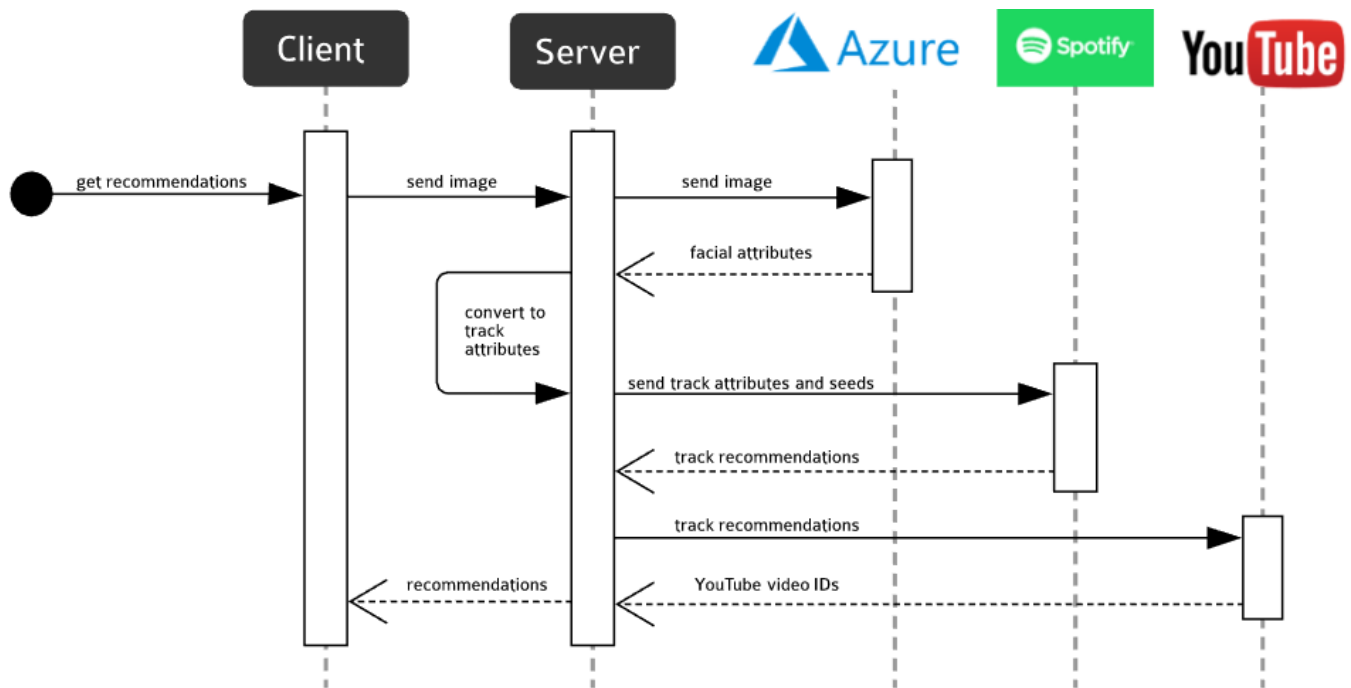 Client
Server
Azure
Spotify
YouTube
get recommendations
send image
send image
facial attributes
convert to
track
attributes
send track attributes and seeds
track recommendations
track recommendations
recommendations
YouTube video IDs